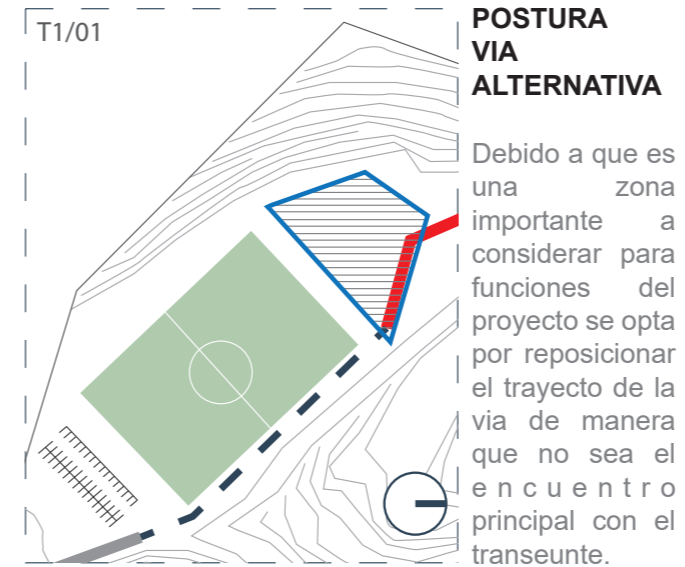 T1/01
POSTURA
VIA
ALTERNATIVA
Debido a que es
una zona
importante a
considerar para
funciones del
proyecto se opta
por reposicionar
el trayecto de la
via de manera
que no sea el
encuentro
principal con el
transeunte.